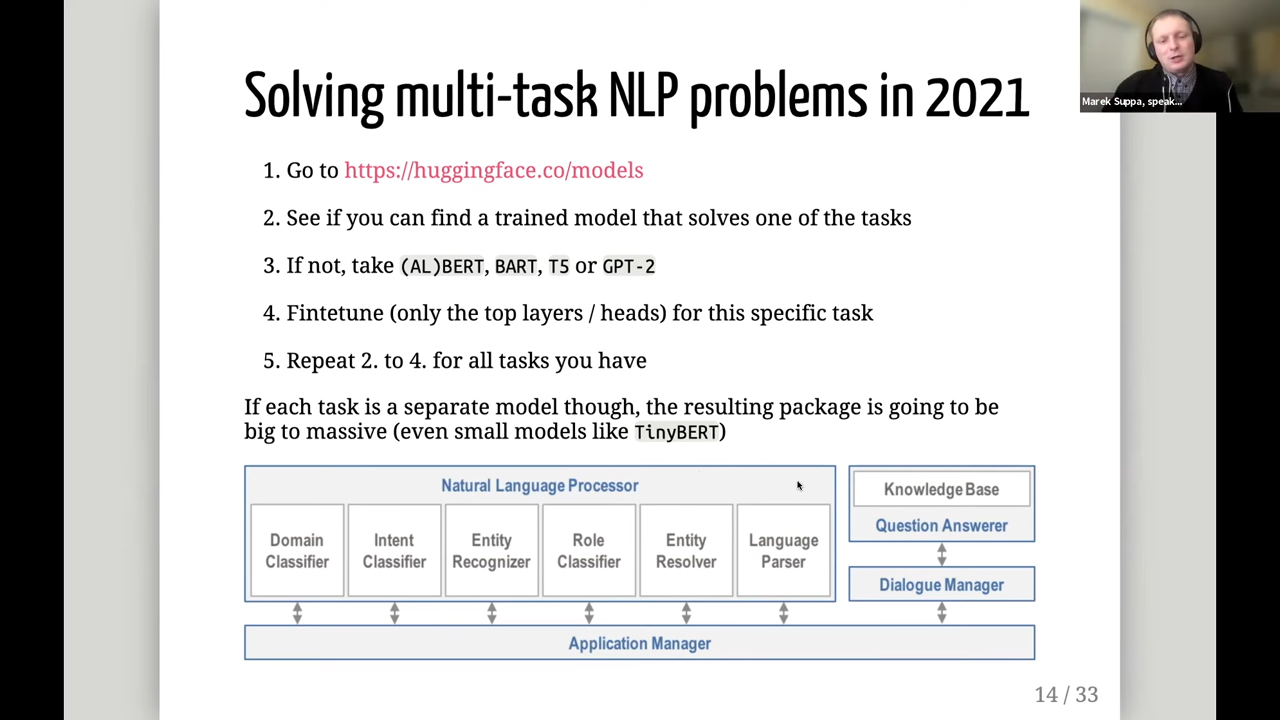 Solving multi-task NLP problems in 2021
Marek Suppa, speak...
1. Go to https://huggingface.co/models
2. See if you can find a trained model that solves one of the tasks
3. If not, take (AL)BERT, BART, T5 or GPT-2
4. Fintetune (only the top layers / heads) for this specific task
5. Repeat 2. to 4. for all tasks you have
If each task is a separate model though, the resulting package is going to be
big to massive (even small models like TinyBERT)
Natural Language Processor
Domain
Classifier
Intent
Classifier
Entity
Recognizer
Role
Classifier
Entity
Resolver
Language
Parser
Knowledge Base
Question Answerer
Dialogue Manager
Application Manager
14 / 33